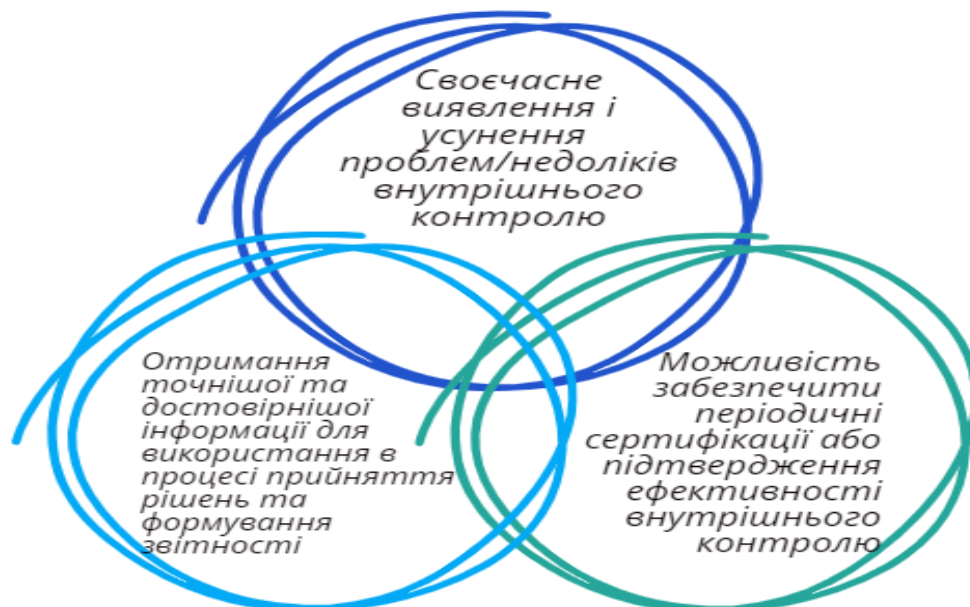 Своєчасне
виявлення і
усунення
проблем/недоліків
внутрішнього
контролю
Отримання
точнішої та
достовірнішої
інформації для
використання в
процесі прийняття
рішень та
формування
звітності
Можливість
забезпечити
періодичні
сертифікації або
підтвердження
ефективності
внутрішнього
контролю